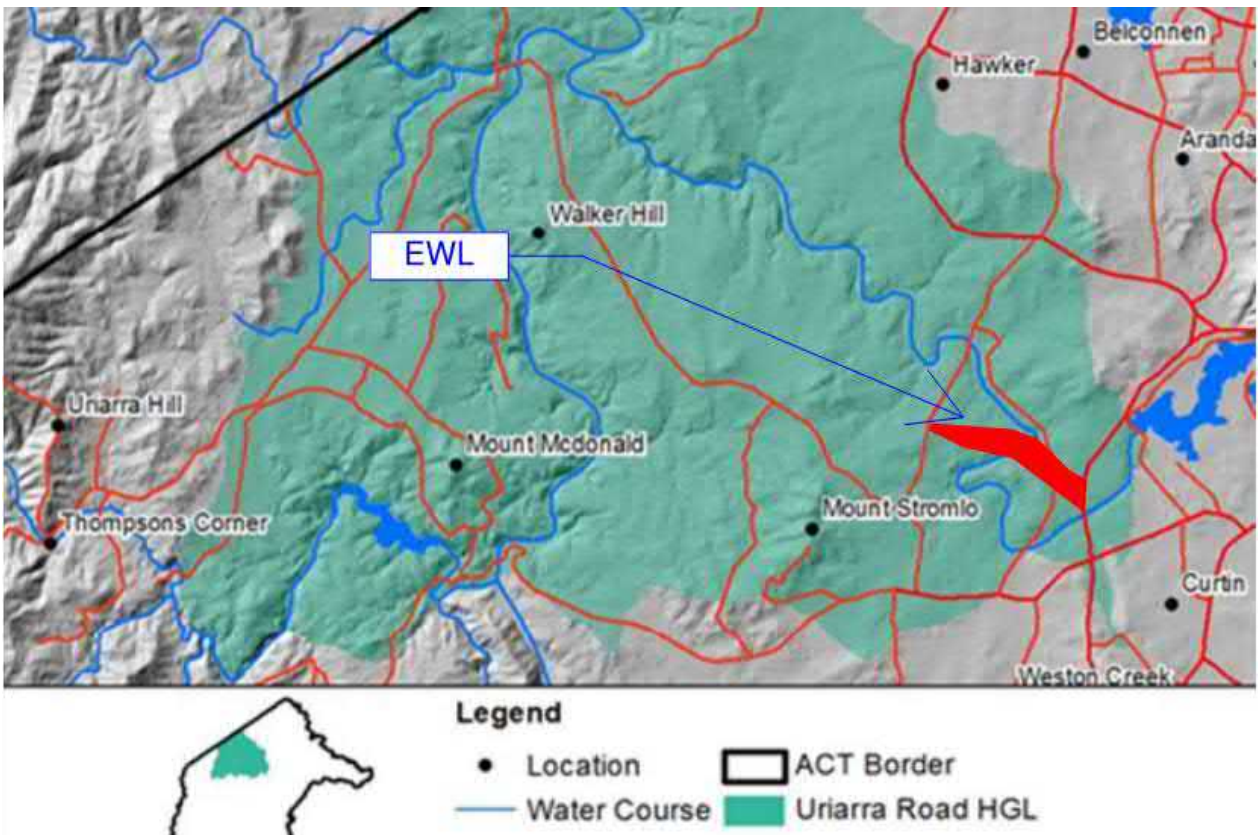 Belconnen
Hawker
Aranda
Walker Hill
EWL
Uriarra Hill
Mount Mcdonald
Thompsons Corner
Mount Stromlo
Curtin
Weston Creek
Legend
Location
ACT Border
Water Course
Uriarra Road HGL